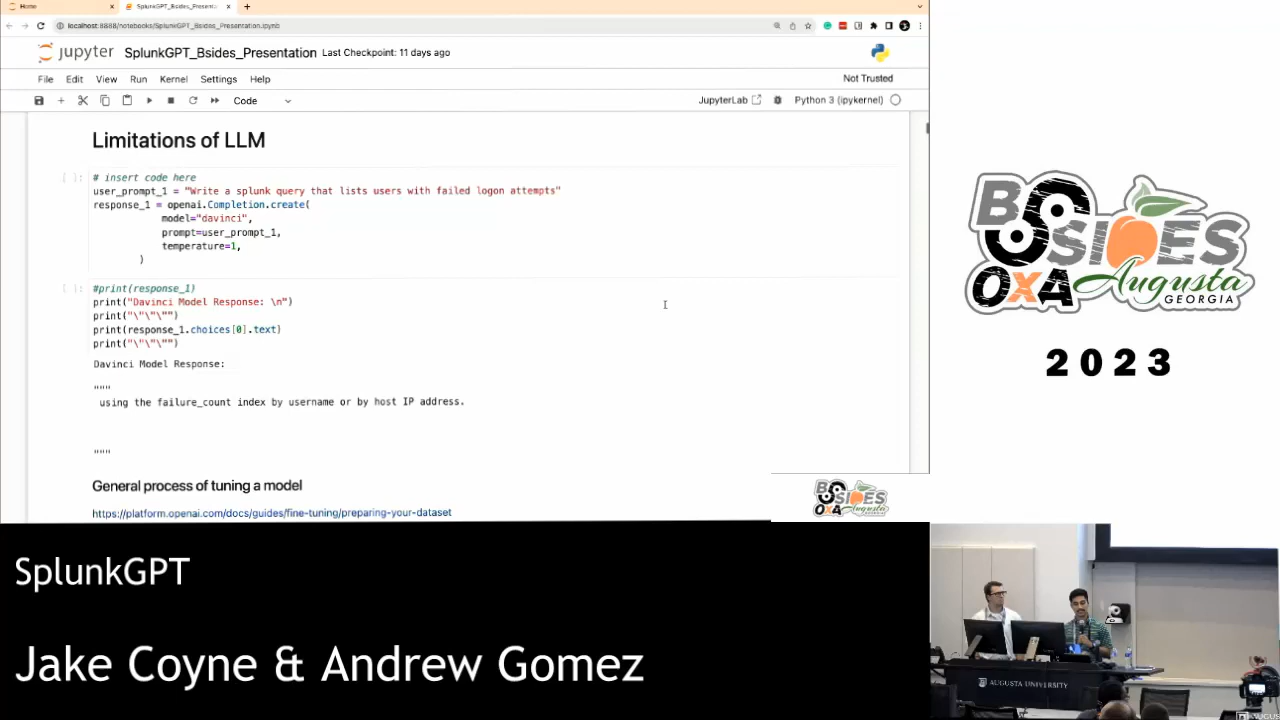 Home
SplunkGPT_Bsides_Presentati
localhost:8888/notebooks/SplunkGPT_Bsides_Presentation.ipynb
jupyter SplunkGPT_Bsides_Presentation Last Checkpoint: 11 days ago
File Edit View Run Kernel Settings Help
Not Trusted
Code
JupyterLab
Python 3 (ipykernel)
Limitations of LLM
[ ]: # insert code here
user_prompt_1 = "Write a splunk query that lists users with failed logon attempts"
response_1 = openai.Completion.create(
model="davinci",
prompt=user_prompt_1,
temperature=1,
)
[ ]: #print(response_1)
print("Davinci Model Response: \n")
print("\"\"\"")
print(response_1.choices[0].text)
print("\"\"\"")
Davinci Model Response:
"""
using the failure_count index by username or by host IP address.
"""
General process of tuning a model
https://platform.openai.com/docs/guides/fine-tuning/preparing-your-dataset
BSIDES
OXA Augusta
BSIDES
OXA Augusta
GEORGIA
2023
SplunkGPT
Jake Coyne & Andrew Gomez
AUGUSTA UNIVERSITY